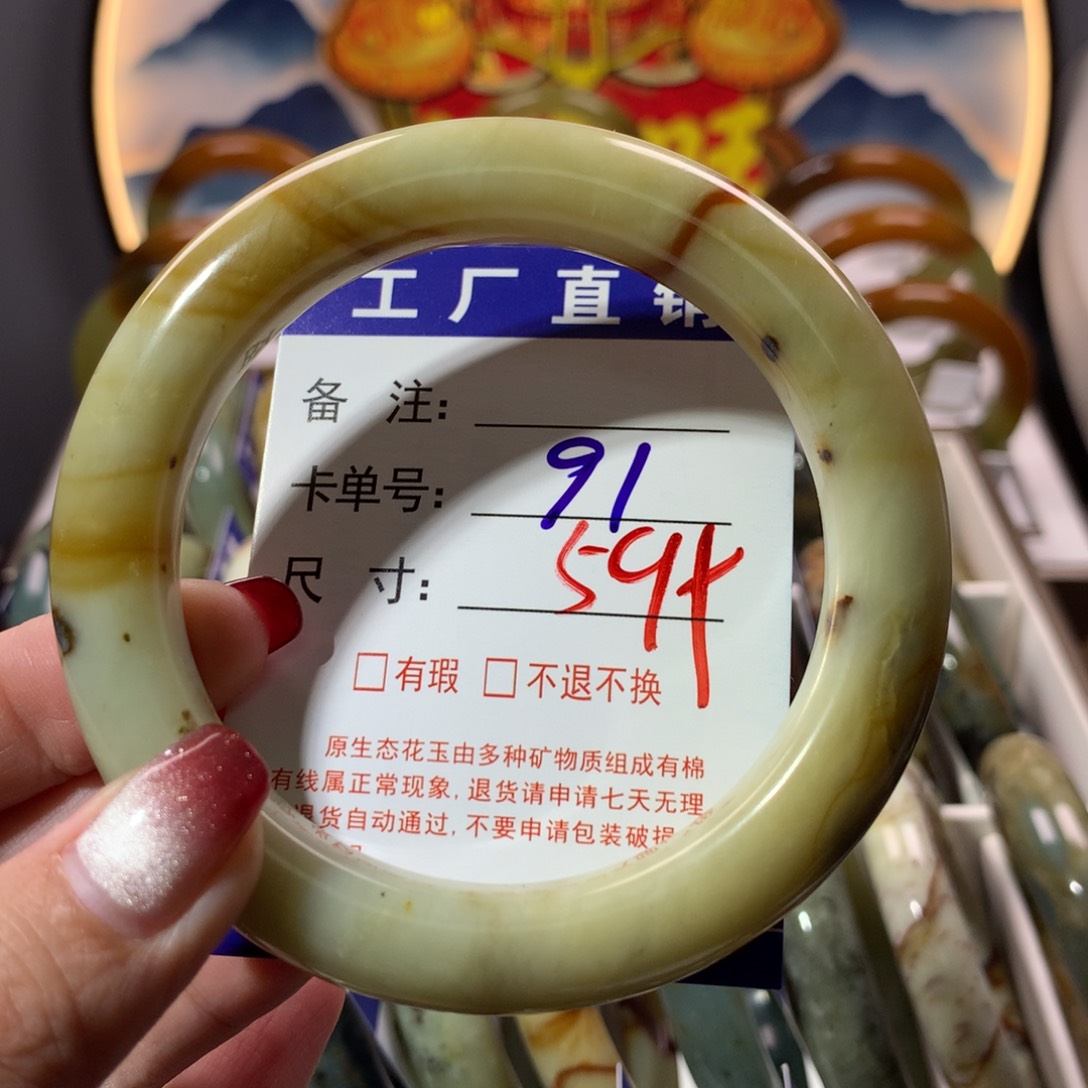 旺
工厂直销
备 注:
卡单号: 91
尺 寸: 59
□有瑕 □不退不换
原生态花玉由多种矿物质组成有棉
有线属正常现象,退货请申请七天无理
退货自动通过,不要申请包装破损